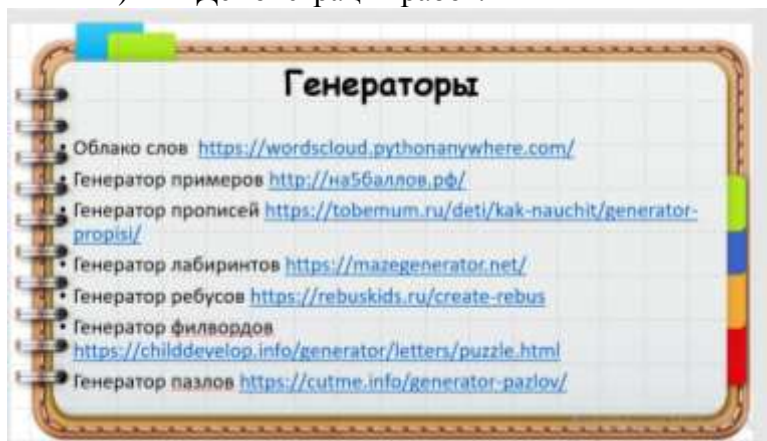 Генераторы
• Облако слов https://wordscloud.pythonanywhere.com/
• Генератор примеров http://на5баллов.рф/
• Генератор прописей https://tobemum.ru/deti/kak-nauchit/generator-
propisi/
• Генератор лабиринтов https://mazegenerator.net/
• Генератор ребусов https://rebuskids.ru/create-rebus
• Генератор филвордов
https://childdevelop.info/generator/letters/puzzle.html
• Генератор пазлов https://cutme.info/generator-pazlov/